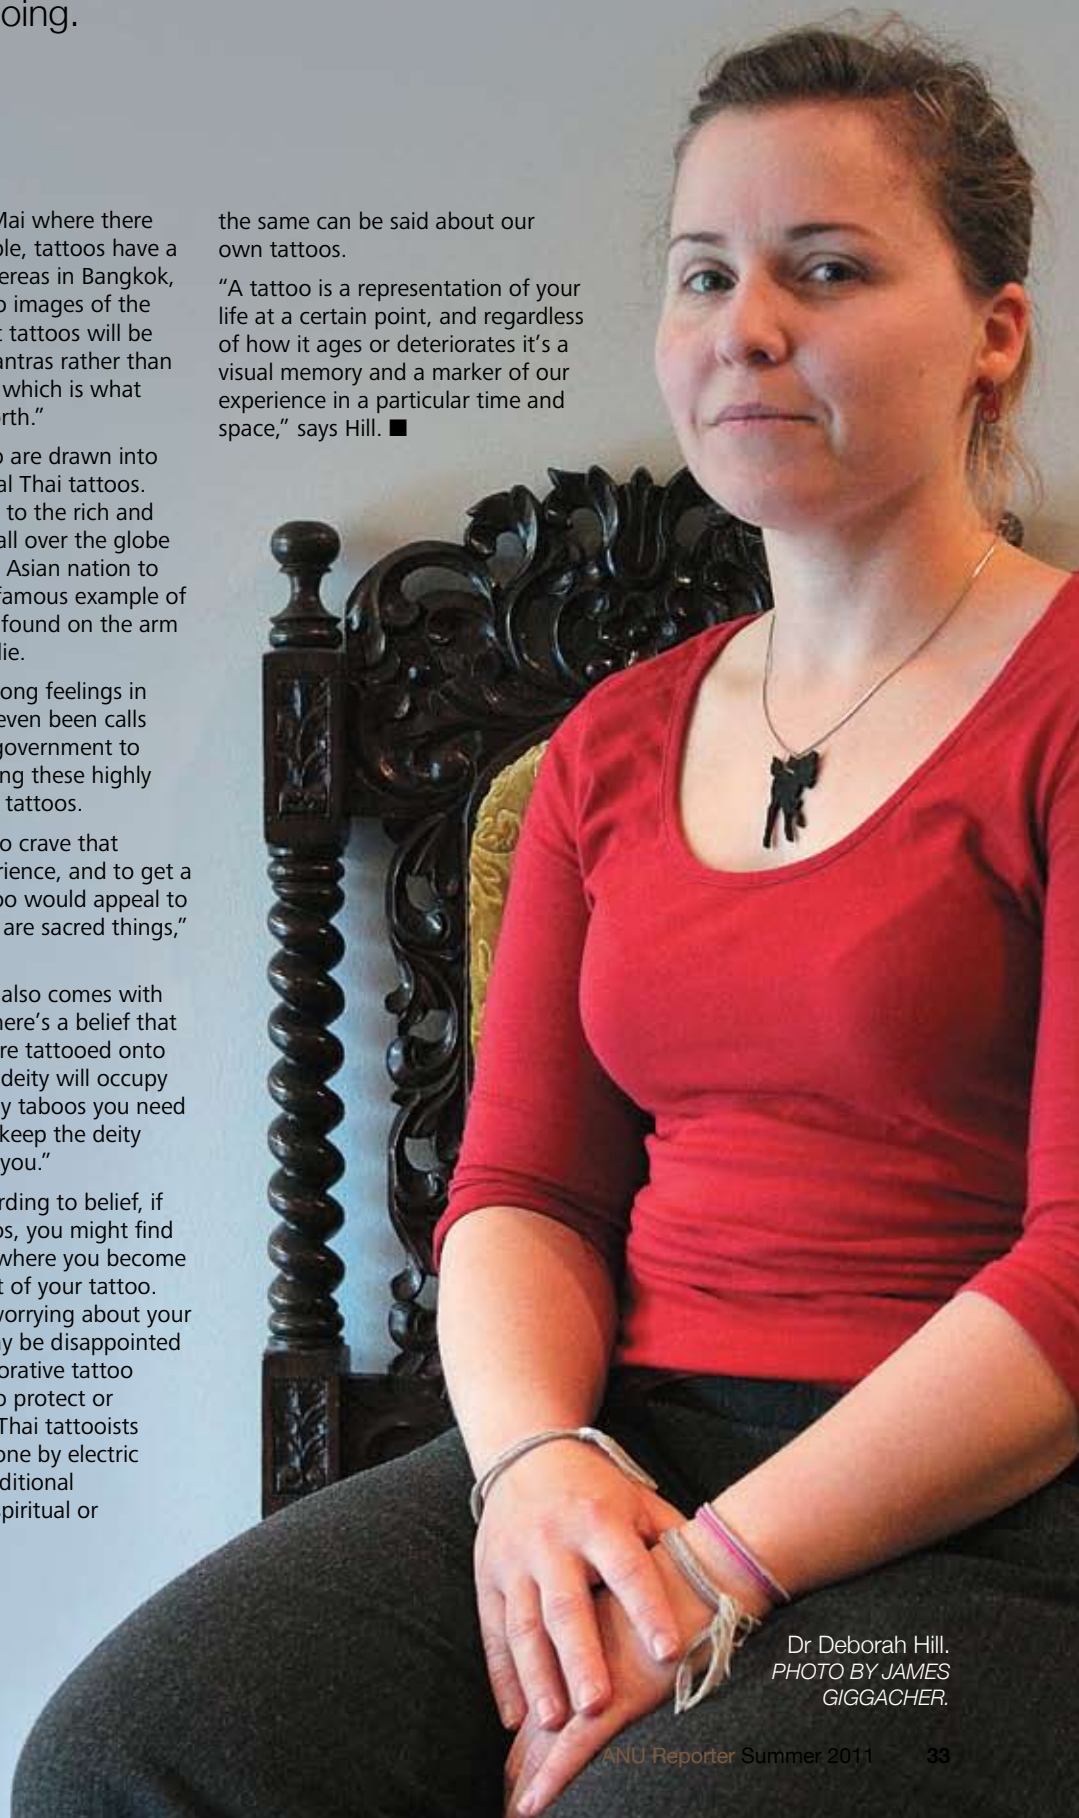 oing.
Mai where there
ple, tattoos have a
ereas in Bangkok,
o images of the
t tattoos will be
antras rather than
which is what
orth.”
o are drawn into
al Thai tattoos.
to the rich and
all over the globe
Asian nation to
famous example of
found on the arm
lie.
ong feelings in
even been calls
government to
ng these highly
tattoos.
o crave that
rience, and to get a
oo would appeal to
are sacred things,”
also comes with
here’s a belief that
re tattooed onto
deity will occupy
y taboos you need
keep the deity
you.”
rding to belief, if
os, you might find
where you become
t of your tattoo.
worrying about your
ay be disappointed
orative tattoo
o protect or
Thai tattooists
one by electric
ditional
spiritual or
the same can be said about our
own tattoos.
“A tattoo is a representation of your
life at a certain point, and regardless
of how it ages or deteriorates it’s a
visual memory and a marker of our
experience in a particular time and
space,” says Hill. ■
Dr Deborah Hill.
PHOTO BY JAMES
GIGGACHER.
ANU Reporter Summer 2011 33